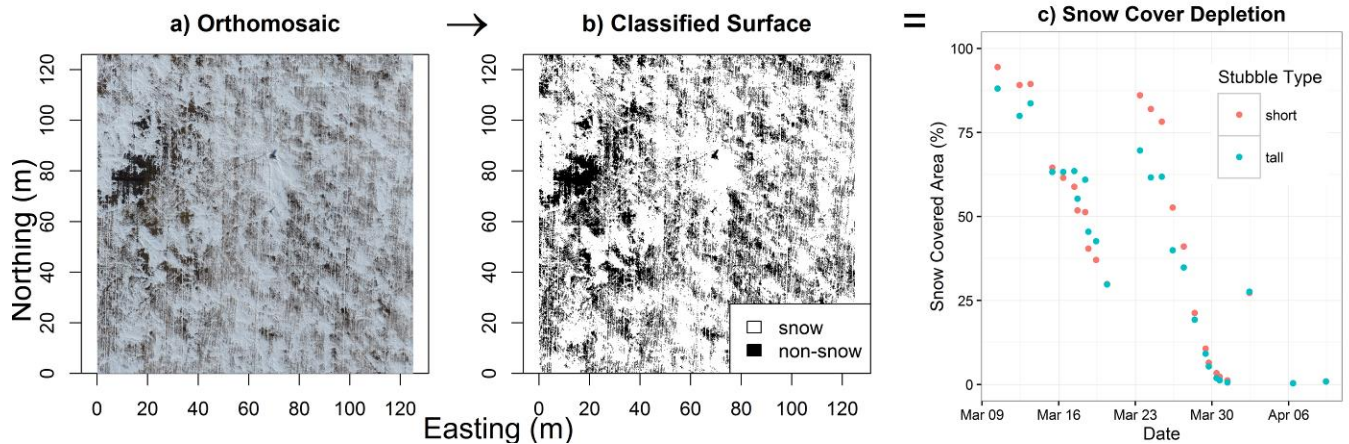 a) Orthomosaic → b) Classified Surface = c) Snow Cover Depletion
Northing (m)
120
100
80
60
40
20
0
0 20 40 60 80 100 120
120
100
80
60
40
20
0
0 20 40 60 80 100 120
snow
non-snow
Easting (m)
Snow Covered Area (%)
100
75
50
25
0
Stubble Type
short
tall
Mar 09 Mar 16 Mar 23 Mar 30 Apr 06
Date